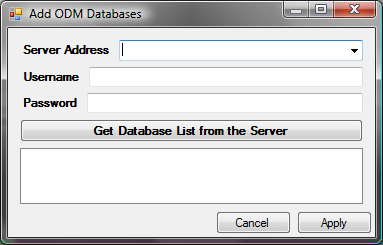 Add ODM Databases
Server Address
Username
Password
Get Database List from the Server
Cancel Apply